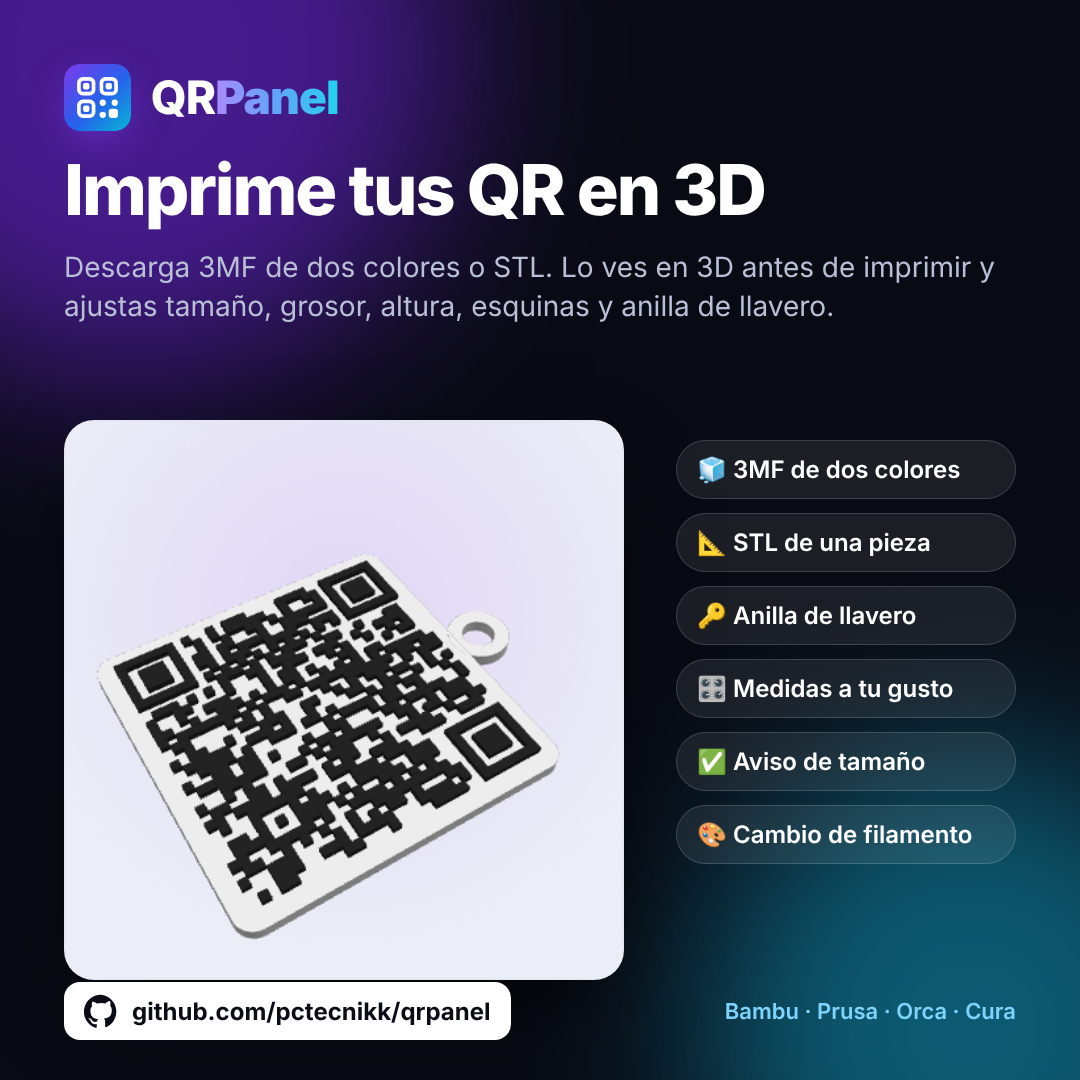 QRPanel
Imprime tus QR en 3D
Descarga 3MF de dos colores o STL. Lo ves en 3D antes de imprimir y
ajustas tamaño, grosor, altura, esquinas y anilla de llavero.
3MF de dos colores
STL de una pieza
Anilla de llavero
Medidas a tu gusto
Aviso de tamaño
Cambio de filamento
github.com/pctecnikk/qrpanel
Bambu · Prusa · Orca · Cura